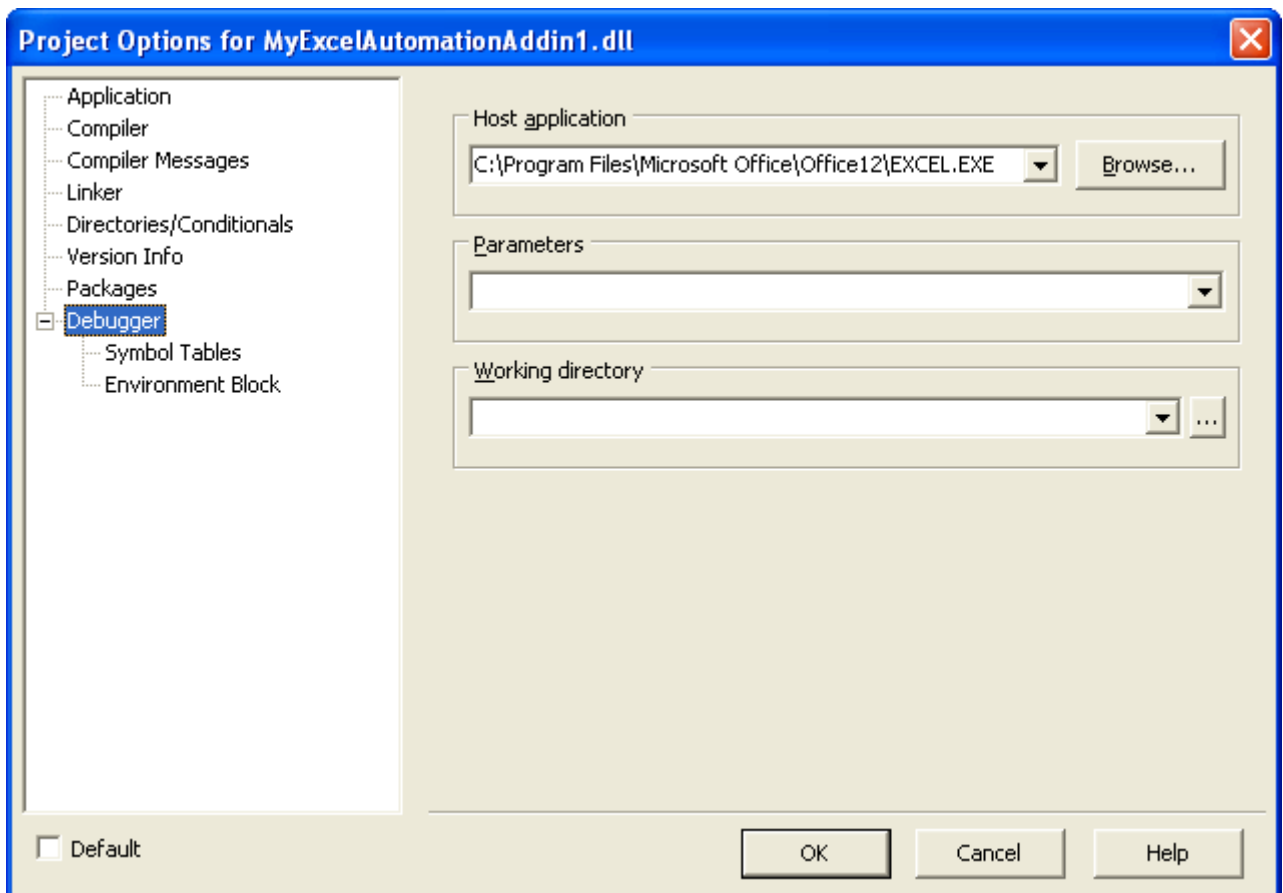 Project Options for MyExcelAutomationAddin1.dll
Application
Compiler
Compiler Messages
Linker
Directories/Conditionals
Version Info
Packages
Debugger
Symbol Tables
Environment Block
Host application
C:\Program Files\Microsoft Office\Office12\EXCEL.EXE
Browse...
Parameters
Working directory
...
Default
OK
Cancel
Help